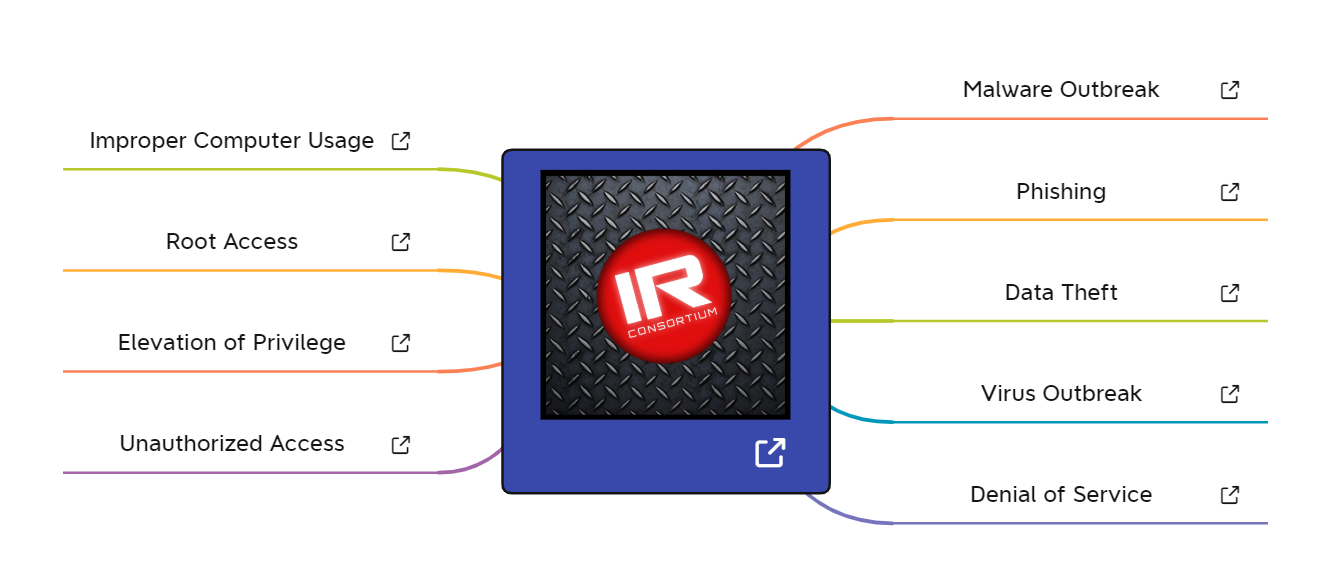 Improper Computer Usage
Root Access
Elevation of Privilege
Unauthorized Access
IR
CONSORTIUM
Malware Outbreak
Phishing
Data Theft
Virus Outbreak
Denial of Service